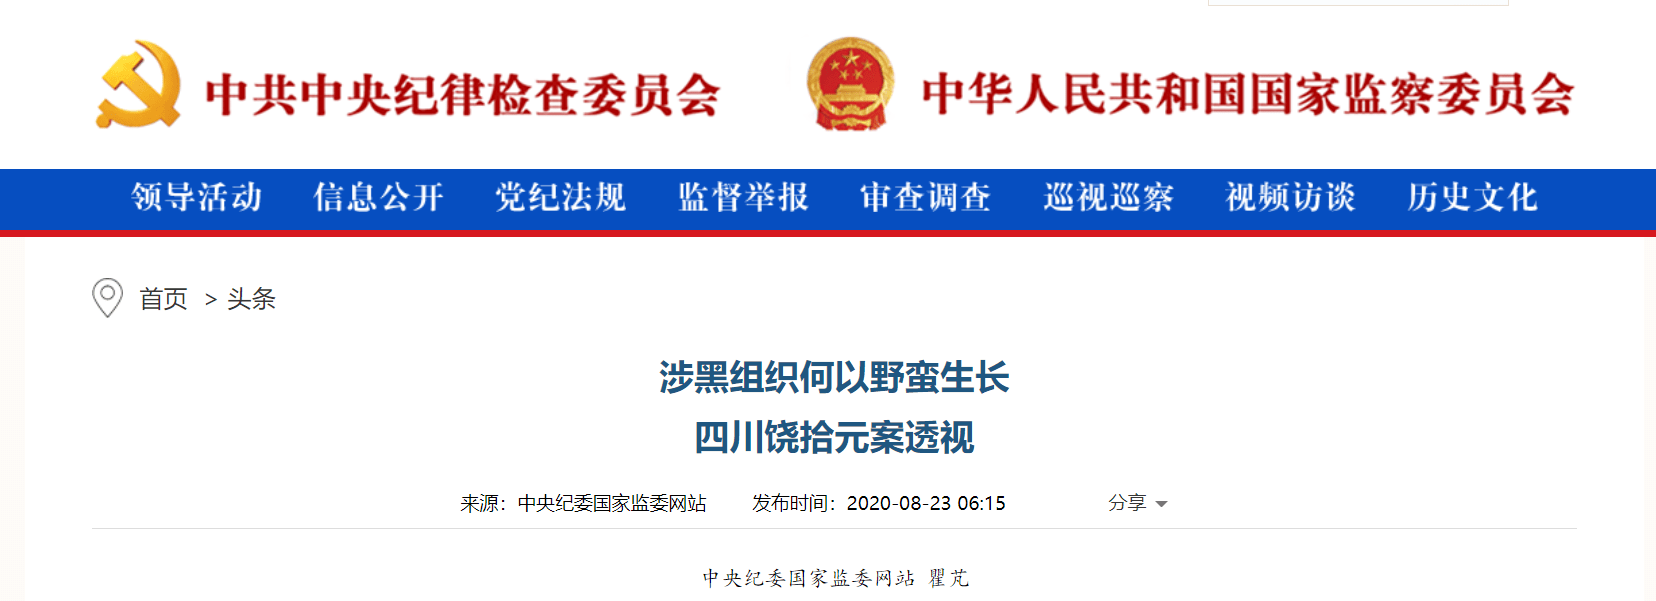 中共中央纪律检查委员会 中华人民共和国国家监察委员会
领导活动 信息公开 党纪法规 监督举报 审查调查 巡视巡察 视频访谈 历史文化
首页 > 头条
涉黑组织何以野蛮生长
四川饶拾元案透视
来源：中央纪委国家监委网站 发布时间：2020-08-23 06:15 分享
中央纪委国家监委网站 瞿芃